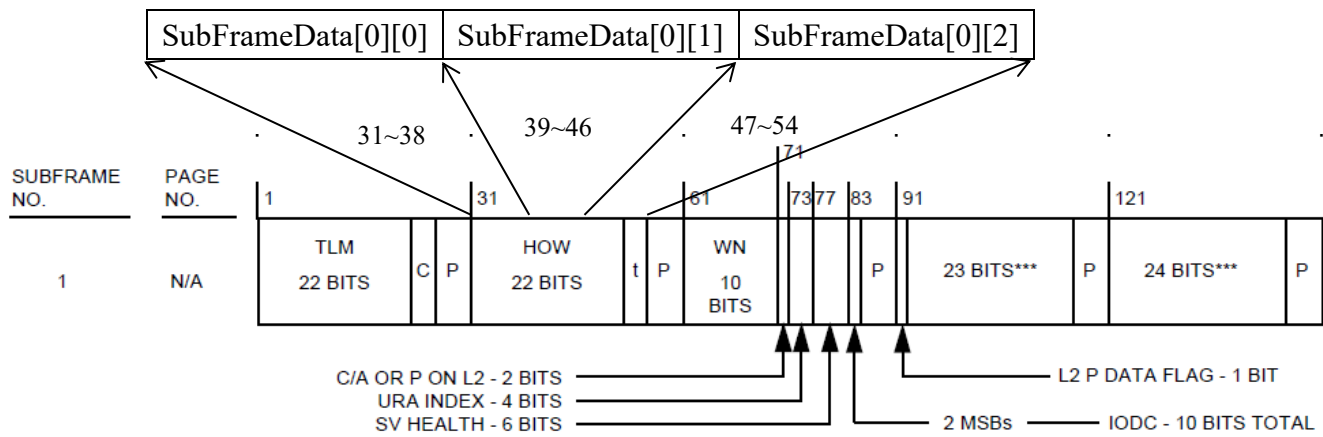 SubFrameData[0][0] SubFrameData[0][1] SubFrameData[0][2]
31~38 39~46 47~54
71
SUBFRAME NO. PAGE NO.
1 31 61 73 77 83 91 121
TLM HOW WN
22 BITS C P 22 BITS t P 10 BITS P 23 BITS*** P 24 BITS*** P
1 N/A
C/A OR P ON L2 - 2 BITS L2 P DATA FLAG - 1 BIT
URA INDEX - 4 BITS
SV HEALTH - 6 BITS 2 MSBs IODC - 10 BITS TOTAL